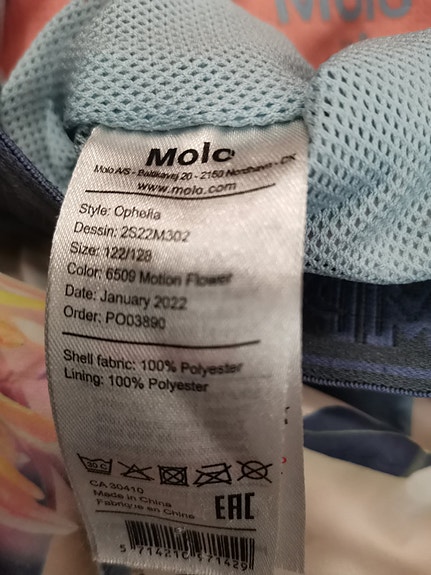 Molo
Molo
Molo A/S - Baltikavej 20 - 2150 Nordhavn - DK
www.molo.com
Style: Ophelia
Dessin: 2S22M302
Size: 122/128
Color: 6509 Motion Flower
Date: January 2022
Order: PO03890
Shell fabric: 100% Polyester
Lining: 100% Polyester
30 C
CA 30410
Made in China
Fabriqué en Chine
EAC